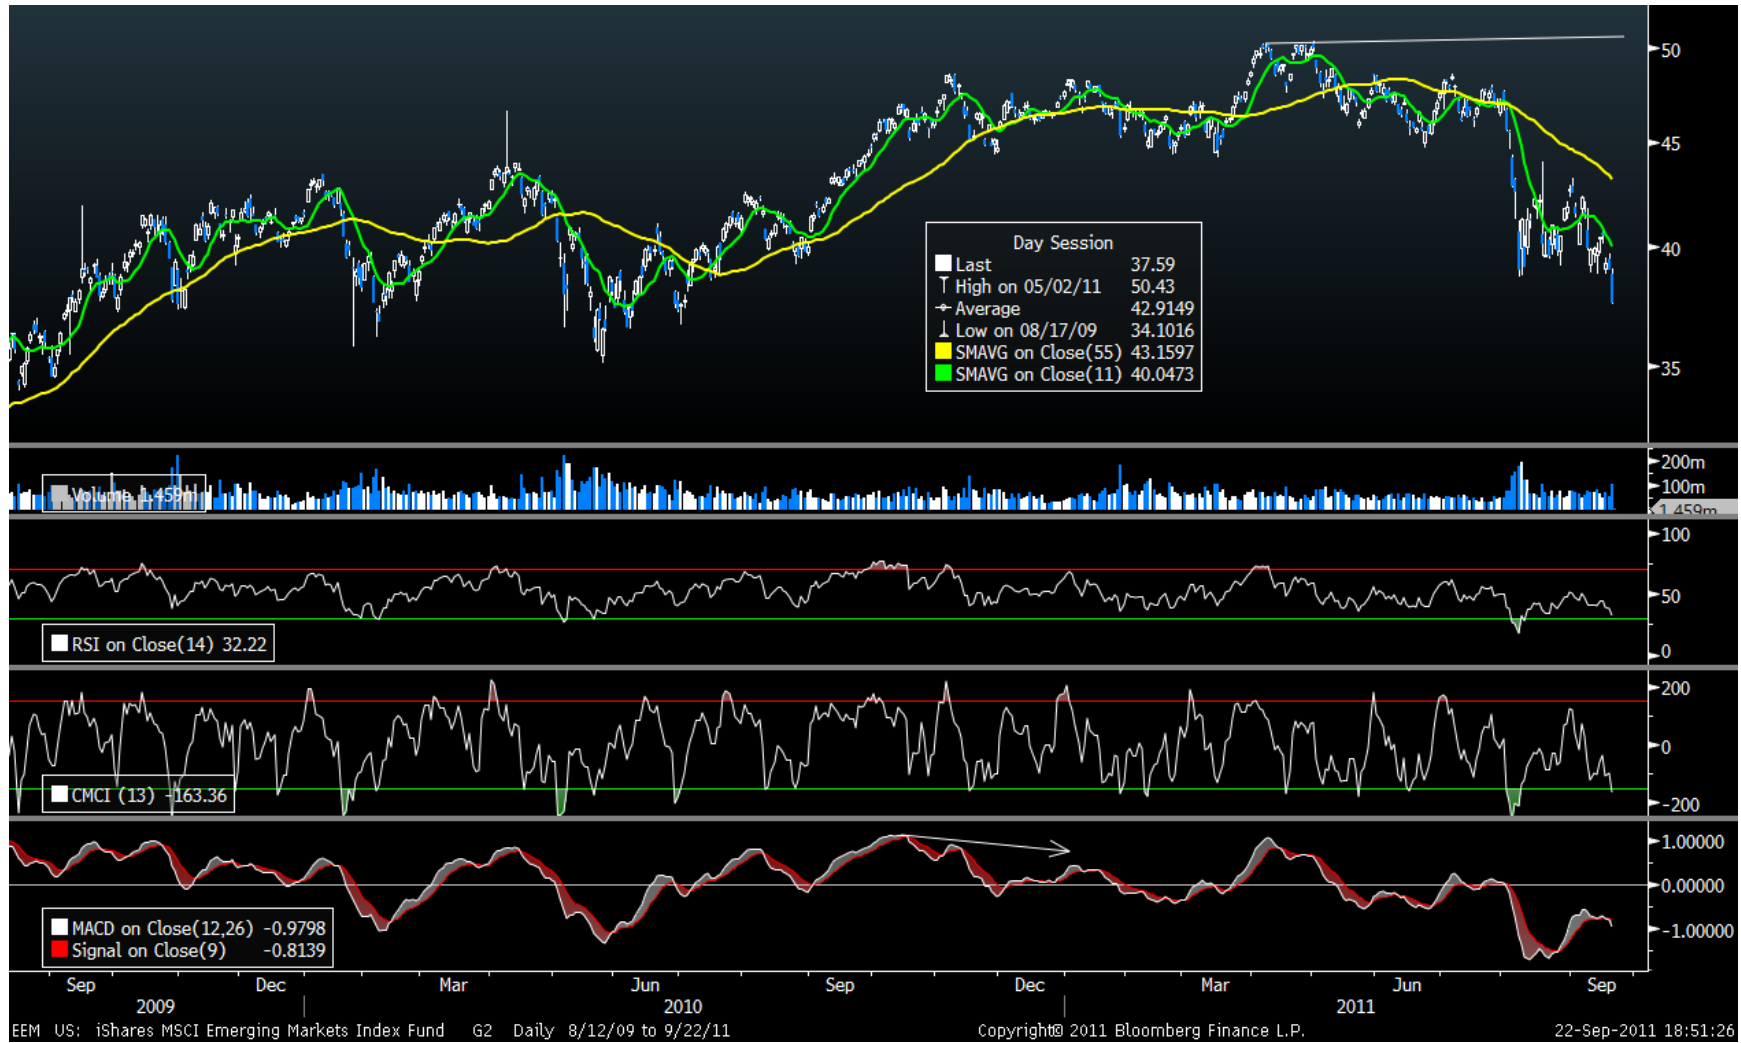 50
45
40
35
Day Session
Last 37.59
High on 05/02/11 50.43
Average 42.9149
Low on 08/17/09 34.1016
SMAVG on Close(55) 43.1597
SMAVG on Close(11) 40.0473
200m
100m
1.459m
Volume 1.459m
100
50
0
RSI on Close(14) 32.22
200
0
-200
CMCI (13) -163.36
1.00000
0.00000
-1.00000
MACD on Close(12,26) -0.9798
Signal on Close(9) -0.8139
Sep Dec Mar Jun Sep Dec Mar Jun Sep
2009 2010 2011
EEM US: iShares MSCI Emerging Markets Index Fund G2 Daily 8/12/09 to 9/22/11 Copyright© 2011 Bloomberg Finance L.P. 22-Sep-2011 18:51:26